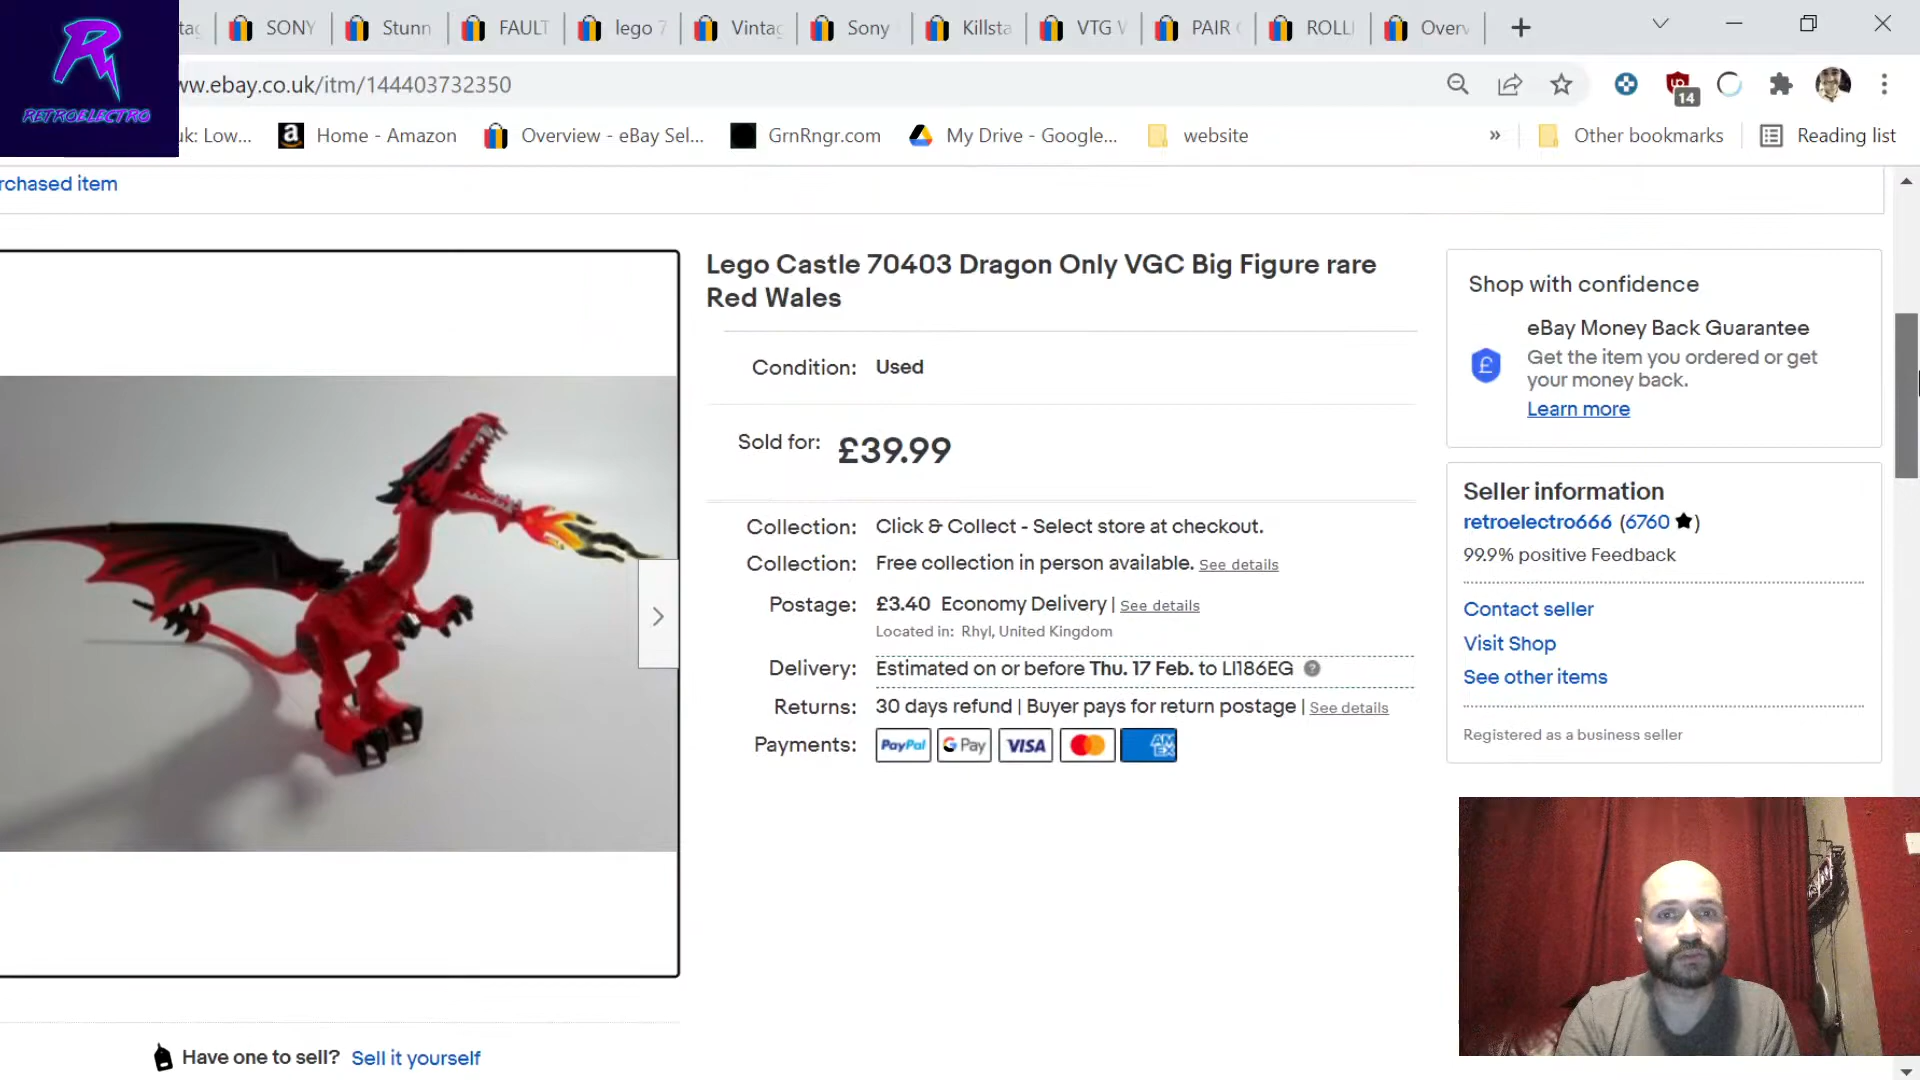 SONY
Stunn
FAULT
lego 7
Vintag
Sony
Killsta
VTG W
PAIR
ROLL
Overv
RETROELECTRO
ww.ebay.co.uk/itm/144403732350
14
uk: Low...
Home - Amazon
Overview - eBay Sel...
GrnRngr.com
My Drive - Google...
website
»
Other bookmarks
Reading list
rchased item
Lego Castle 70403 Dragon Only VGC Big Figure rare
Red Wales
Condition: Used
Sold for: £39.99
Collection: Click & Collect - Select store at checkout.
Collection: Free collection in person available. See details
Postage: £3.40 Economy Delivery | See details
Located in: Rhyl, United Kingdom
Delivery: Estimated on or before Thu. 17 Feb. to Ll186EG
Returns: 30 days refund | Buyer pays for return postage | See details
Payments: PayPal G Pay VISA AMEX
Shop with confidence
eBay Money Back Guarantee
Get the item you ordered or get
your money back.
Learn more
Seller information
retroelectro666 (6760 ★)
99.9% positive Feedback
Contact seller
Visit Shop
See other items
Registered as a business seller
Have one to sell? Sell it yourself